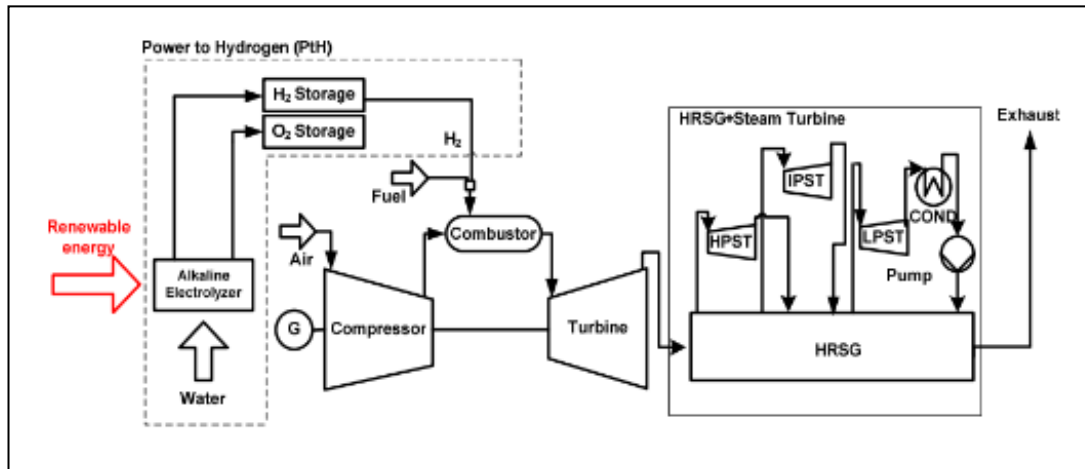 Power to Hydrogen (PtH)
H₂ Storage
O₂ Storage
H₂
Fuel
Renewable
energy
Air
Combustor
Alkaline
Electrolyzer
Water
G
Compressor
Turbine
HRSG+Steam Turbine
Exhaust
IPST
HPST
LPST
COND
Pump
HRSG